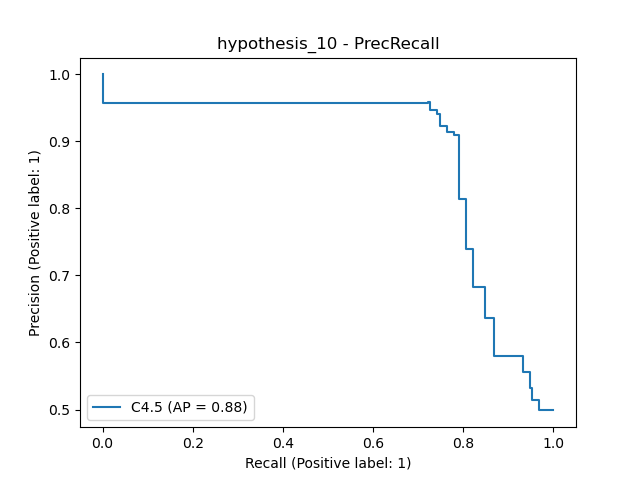 hypothesis_10 - PrecRecall
1.0
0.9
0.8
0.7
0.6
0.5
Precision (Positive label: 1)
C4.5 (AP = 0.88)
0.0 0.2 0.4 0.6 0.8 1.0
Recall (Positive label: 1)